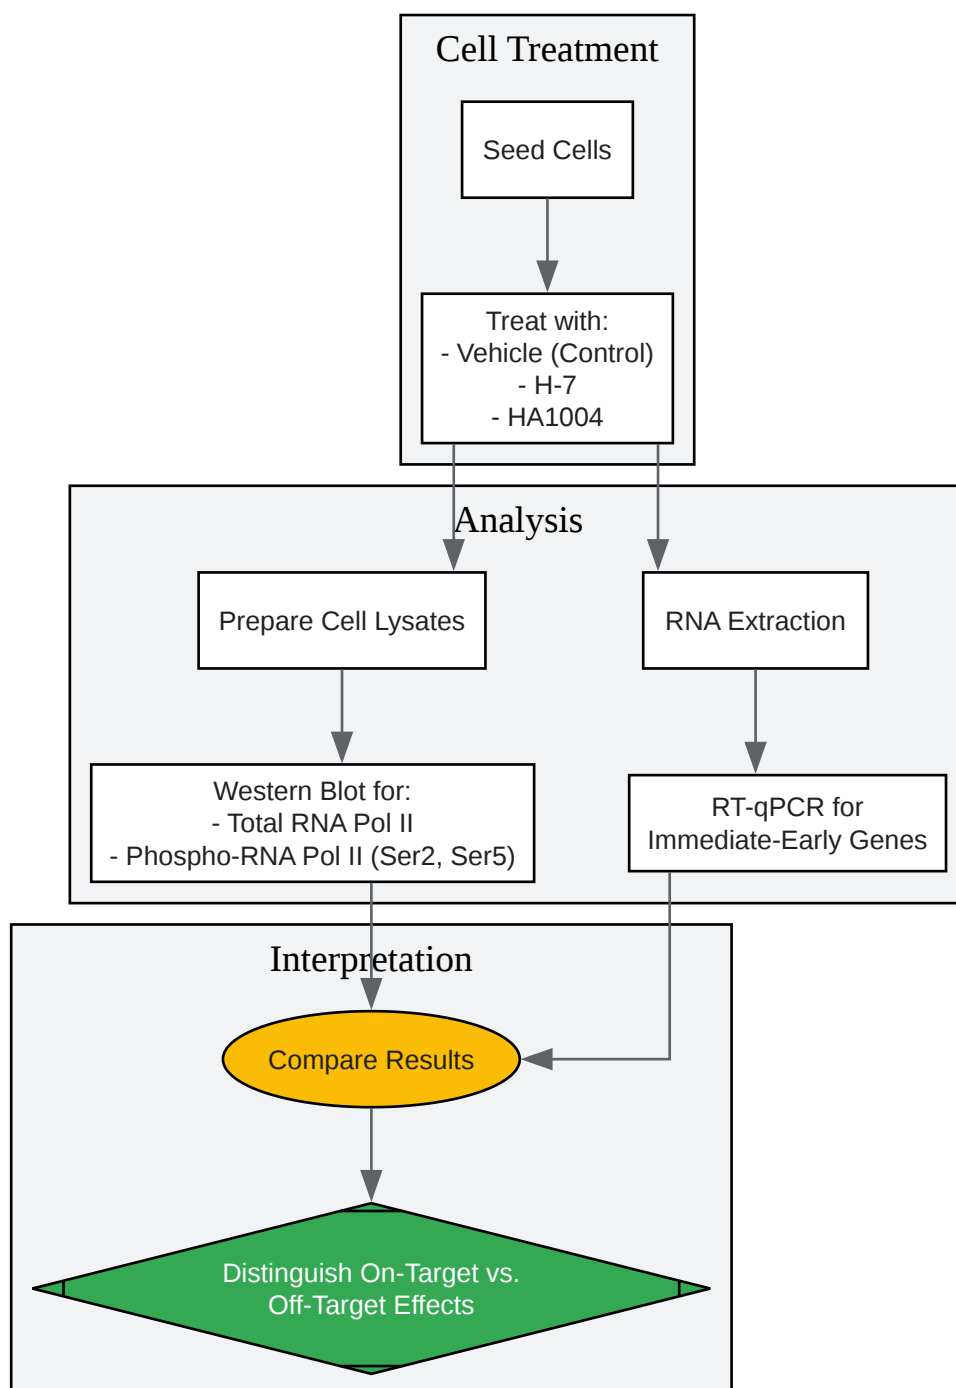 Cell Treatment
Seed Cells
Treat with:
- Vehicle (Control)
- H-7
- HA1004
Analysis
Prepare Cell Lysates
RNA Extraction
Western Blot for:
- Total RNA Pol II
- Phospho-RNA Pol II (Ser2, Ser5)
RT-qPCR for
Immediate-Early Genes
Interpretation
Compare Results
Distinguish On-Target vs.
Off-Target Effects